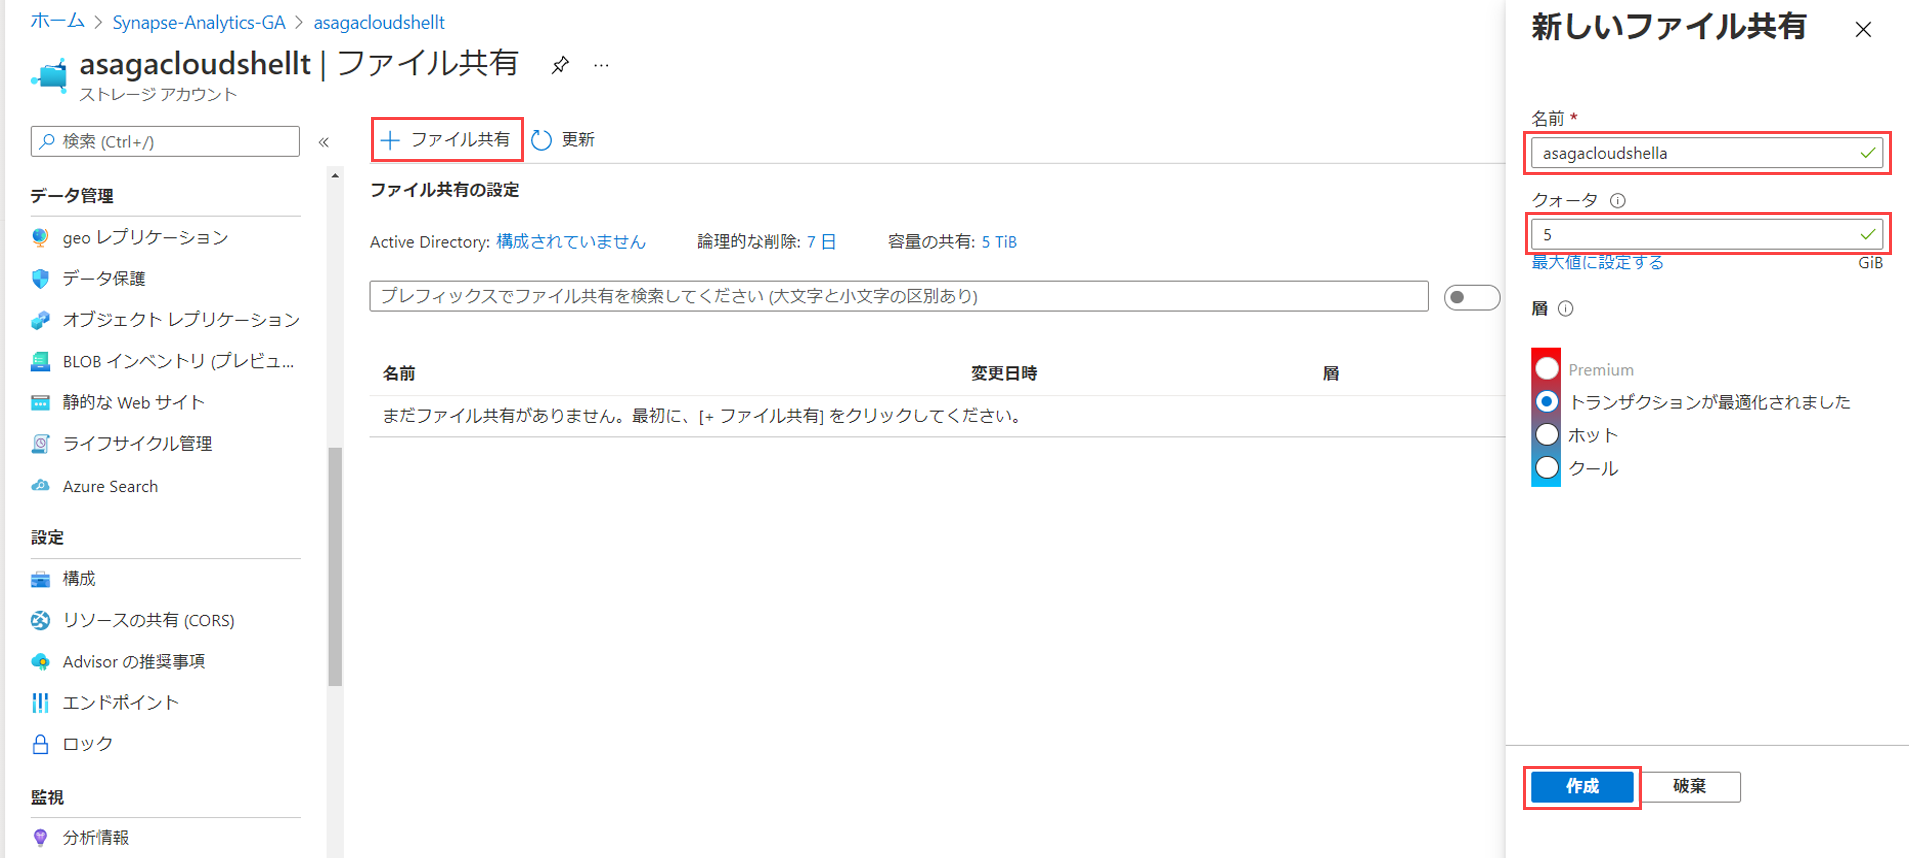 ホーム > Synapse-Analytics-GA > asagacloudshellt
asagacloudshellt | ファイル共有 ...
ストレージ アカウント
検索 (Ctrl+/)
«
データ管理
geo レプリケーション
データ保護
オブジェクト レプリケーション
BLOB インベントリ (プレビュ...
静的な Web サイト
ライフサイクル管理
Azure Search
設定
構成
リソースの共有 (CORS)
Advisor の推奨事項
エンドポイント
ロック
監視
分析情報
+ ファイル共有 更新
ファイル共有の設定
Active Directory: 構成されていません 論理的な削除: 7 日 容量の共有: 5 TiB
プレフィックスでファイル共有を検索してください (大文字と小文字の区別あり)
名前 変更日時 層
まだファイル共有がありません。最初に、[+ ファイル共有] をクリックしてください。
新しいファイル共有
名前 *
asagacloudshella
クォータ
5
最大値に設定する GiB
層
Premium
トランザクションが最適化されました
ホット
クール
作成 破棄